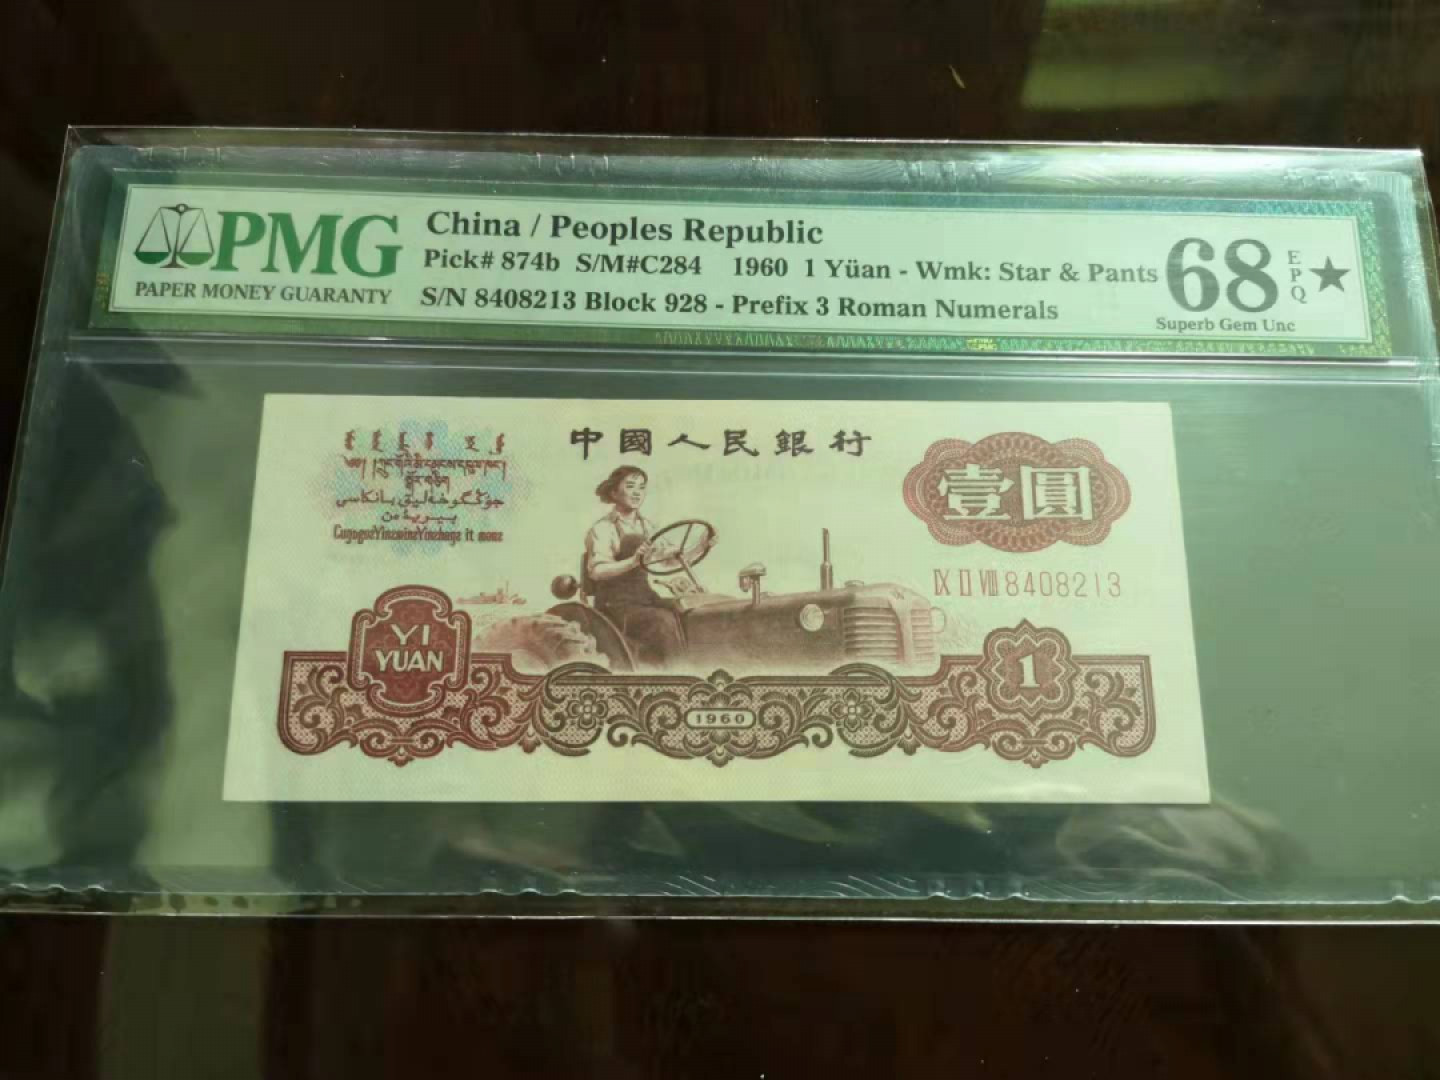 PMG
PAPER MONEY GUARANTY
China / Peoples Republic
Pick# 874b S/M#C284 1960 1 Yüan - Wmk: Star & Pants
S/N 8408213 Block 928 - Prefix 3 Roman Numerals
68
EPQ
★
Superb Gem Unc
中國人民銀行
壹圓
IX II VIII 8408213
YI
YUAN
1960
1